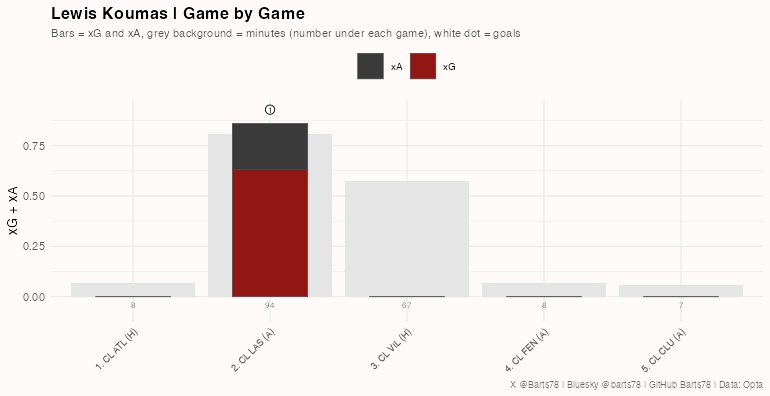 Lewis Koumas | Game by Game
Bars = xG and xA, grey background = minutes (number under each game), white dot = goals
xA xG
1
xG + xA
0.75
0.50
0.25
0.00
8 94 67 8 7
1. CL ATL (H)
2. CL LAS (A)
3. CL VIL (H)
4. CL FEN (A)
5. CL CLU (A)
X @Barts78 | Bluesky @barts78 | GitHub Barts78 | Data: Opta